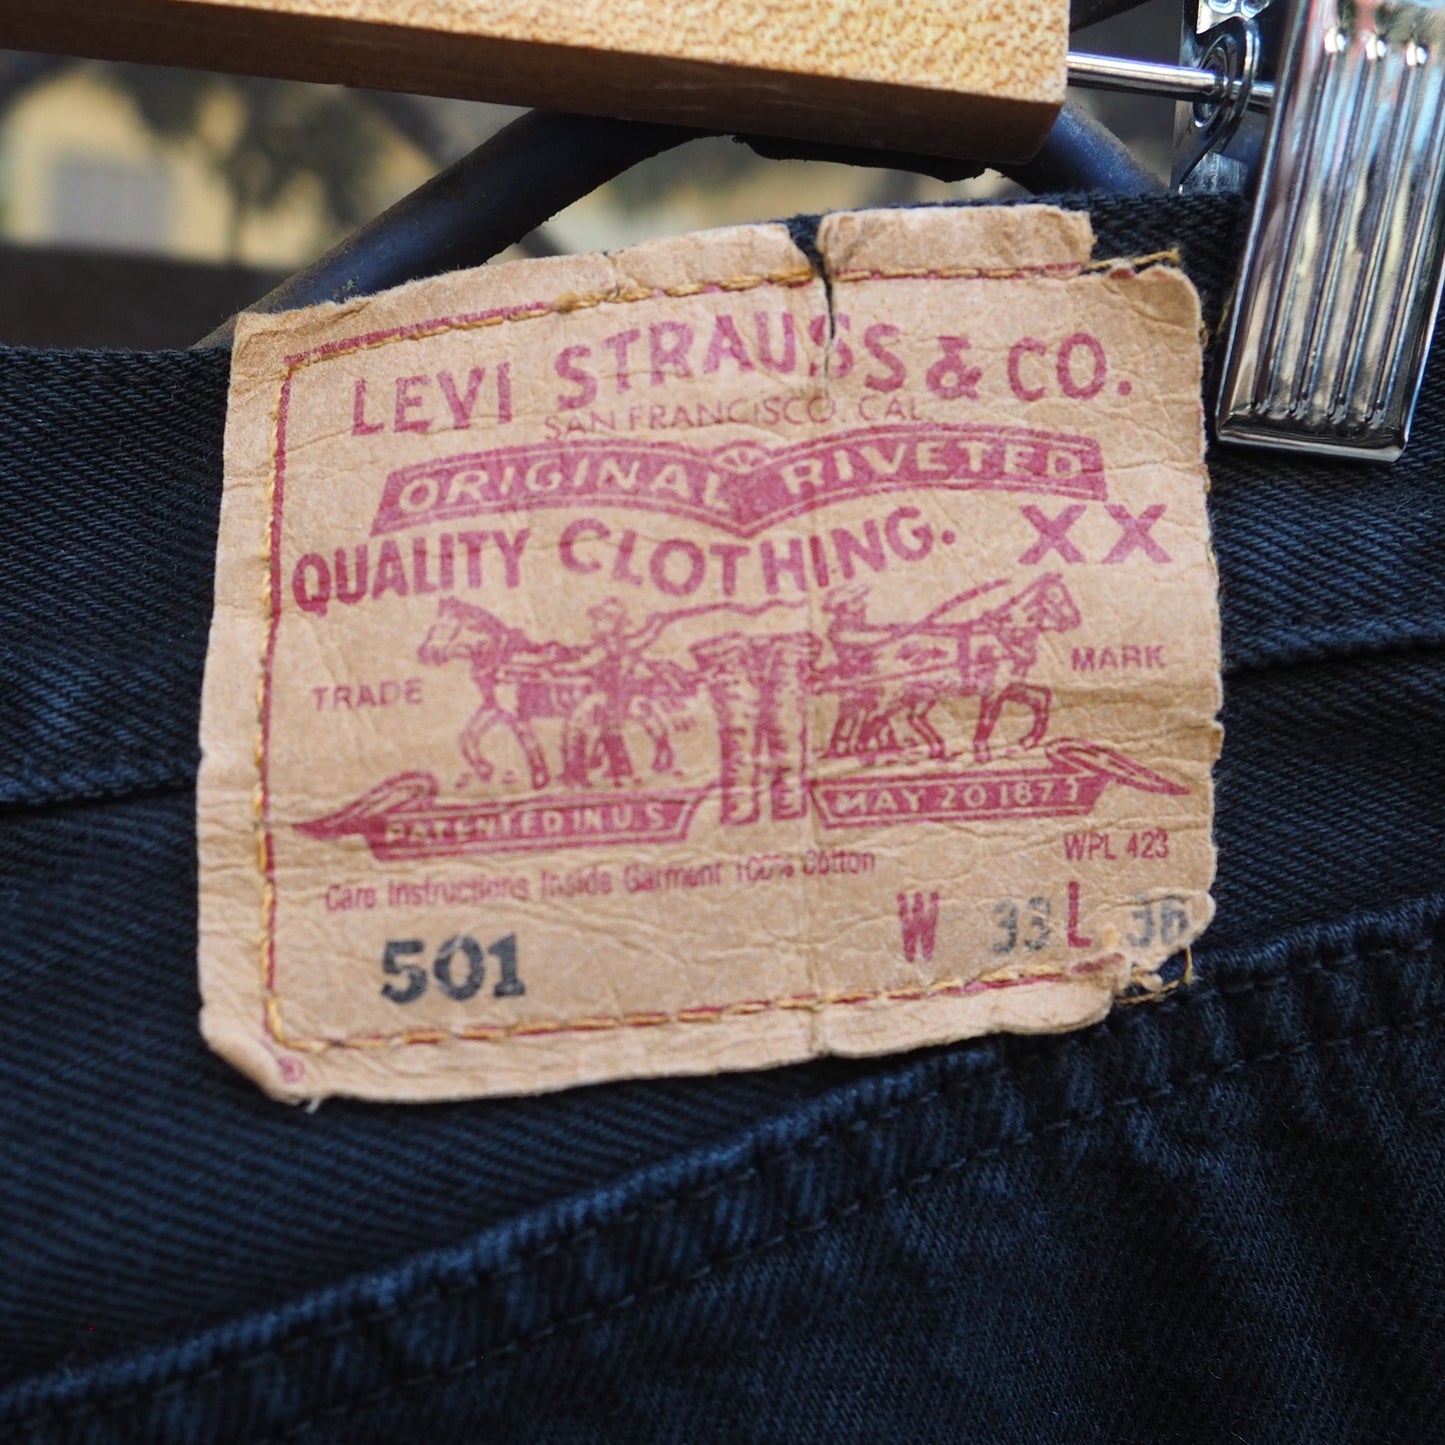 LEVI STRAUSS & CO.
SAN FRANCISCO, CAL.
ORIGINAL RIVETED
QUALITY CLOTHING. XX
TRADE MARK
PATENTED IN U.S MAY 20 1873
WPL 423
Care Instructions Inside Garment 100% Cotton
501 W 33 L 36